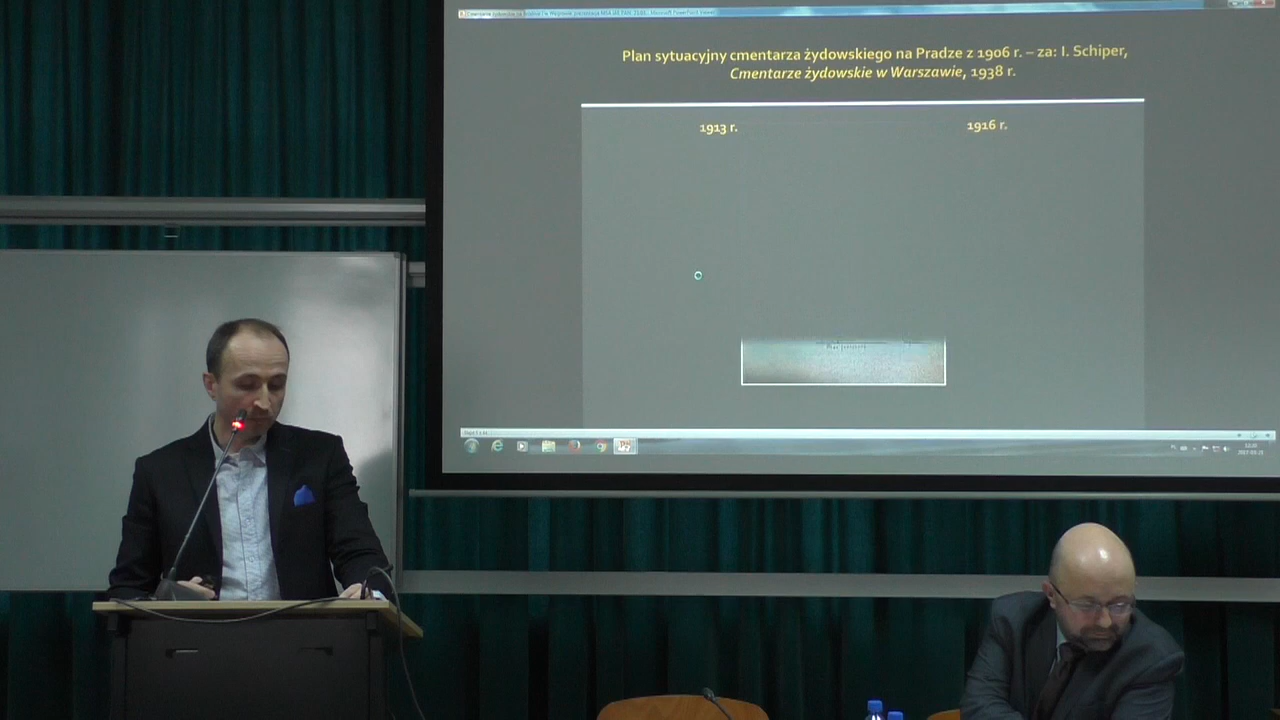 Plan sytuacyjny cmentarza żydowskiego na Pradze z 1906 r. – za: I. Schiper,
Cmentarze żydowskie w Warszawie, 1938 r.
1913 r.
1916 r.